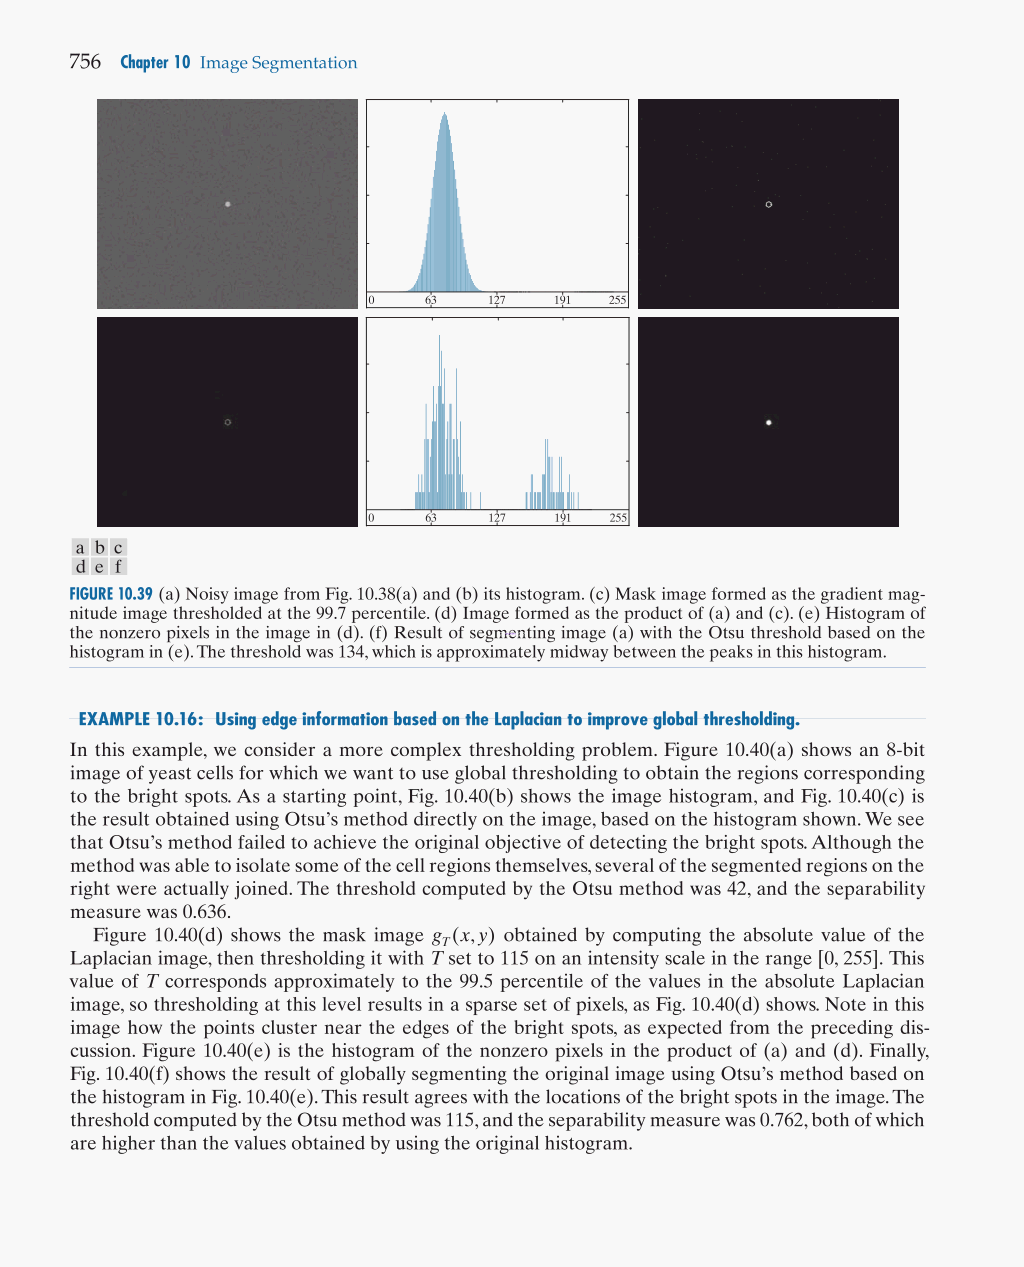 756 Chapter 10 Image Segmentation
0 63 127 191 255
0 63 127 191 255
a b c
d e f
FIGURE 10.39 (a) Noisy image from Fig. 10.38(a) and (b) its histogram. (c) Mask image formed as the gradient mag-
nitude image thresholded at the 99.7 percentile. (d) Image formed as the product of (a) and (c). (e) Histogram of
the nonzero pixels in the image in (d). (f) Result of segmenting image (a) with the Otsu threshold based on the
histogram in (e). The threshold was 134, which is approximately midway between the peaks in this histogram.
EXAMPLE 10.16: Using edge information based on the Laplacian to improve global thresholding.
In this example, we consider a more complex thresholding problem. Figure 10.40(a) shows an 8-bit
image of yeast cells for which we want to use global thresholding to obtain the regions corresponding
to the bright spots. As a starting point, Fig. 10.40(b) shows the image histogram, and Fig. 10.40(c) is
the result obtained using Otsu's method directly on the image, based on the histogram shown. We see
that Otsu's method failed to achieve the original objective of detecting the bright spots. Although the
method was able to isolate some of the cell regions themselves, several of the segmented regions on the
right were actually joined. The threshold computed by the Otsu method was 42, and the separability
measure was 0.636.
Figure 10.40(d) shows the mask image g_T(x, y) obtained by computing the absolute value of the
Laplacian image, then thresholding it with T set to 115 on an intensity scale in the range [0, 255]. This
value of T corresponds approximately to the 99.5 percentile of the values in the absolute Laplacian
image, so thresholding at this level results in a sparse set of pixels, as Fig. 10.40(d) shows. Note in this
image how the points cluster near the edges of the bright spots, as expected from the preceding dis-
cussion. Figure 10.40(e) is the histogram of the nonzero pixels in the product of (a) and (d). Finally,
Fig. 10.40(f) shows the result of globally segmenting the original image using Otsu's method based on
the histogram in Fig. 10.40(e). This result agrees with the locations of the bright spots in the image. The
threshold computed by the Otsu method was 115, and the separability measure was 0.762, both of which
are higher than the values obtained by using the original histogram.